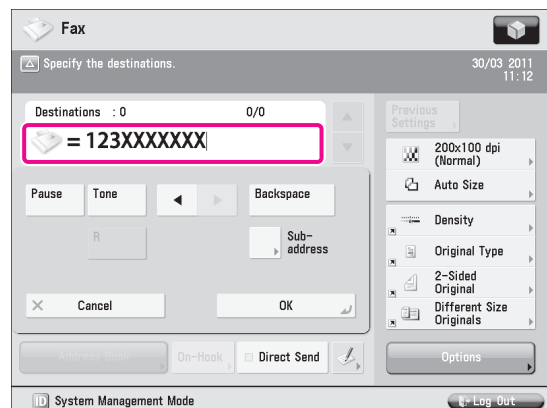 Fax
Specify the destinations.
30/03 2011
11:12
Destinations : 0 0/0
= 123XXXXXXX
Previous
Settings
200x100 dpi
(Normal)
Auto Size
Pause Tone Backspace
Density
R
Sub-
address
Original Type
2-Sided
Original
Cancel OK
Different Size
Originals
Address Book On-Hook Direct Send Options
ID System Management Mode Log Out